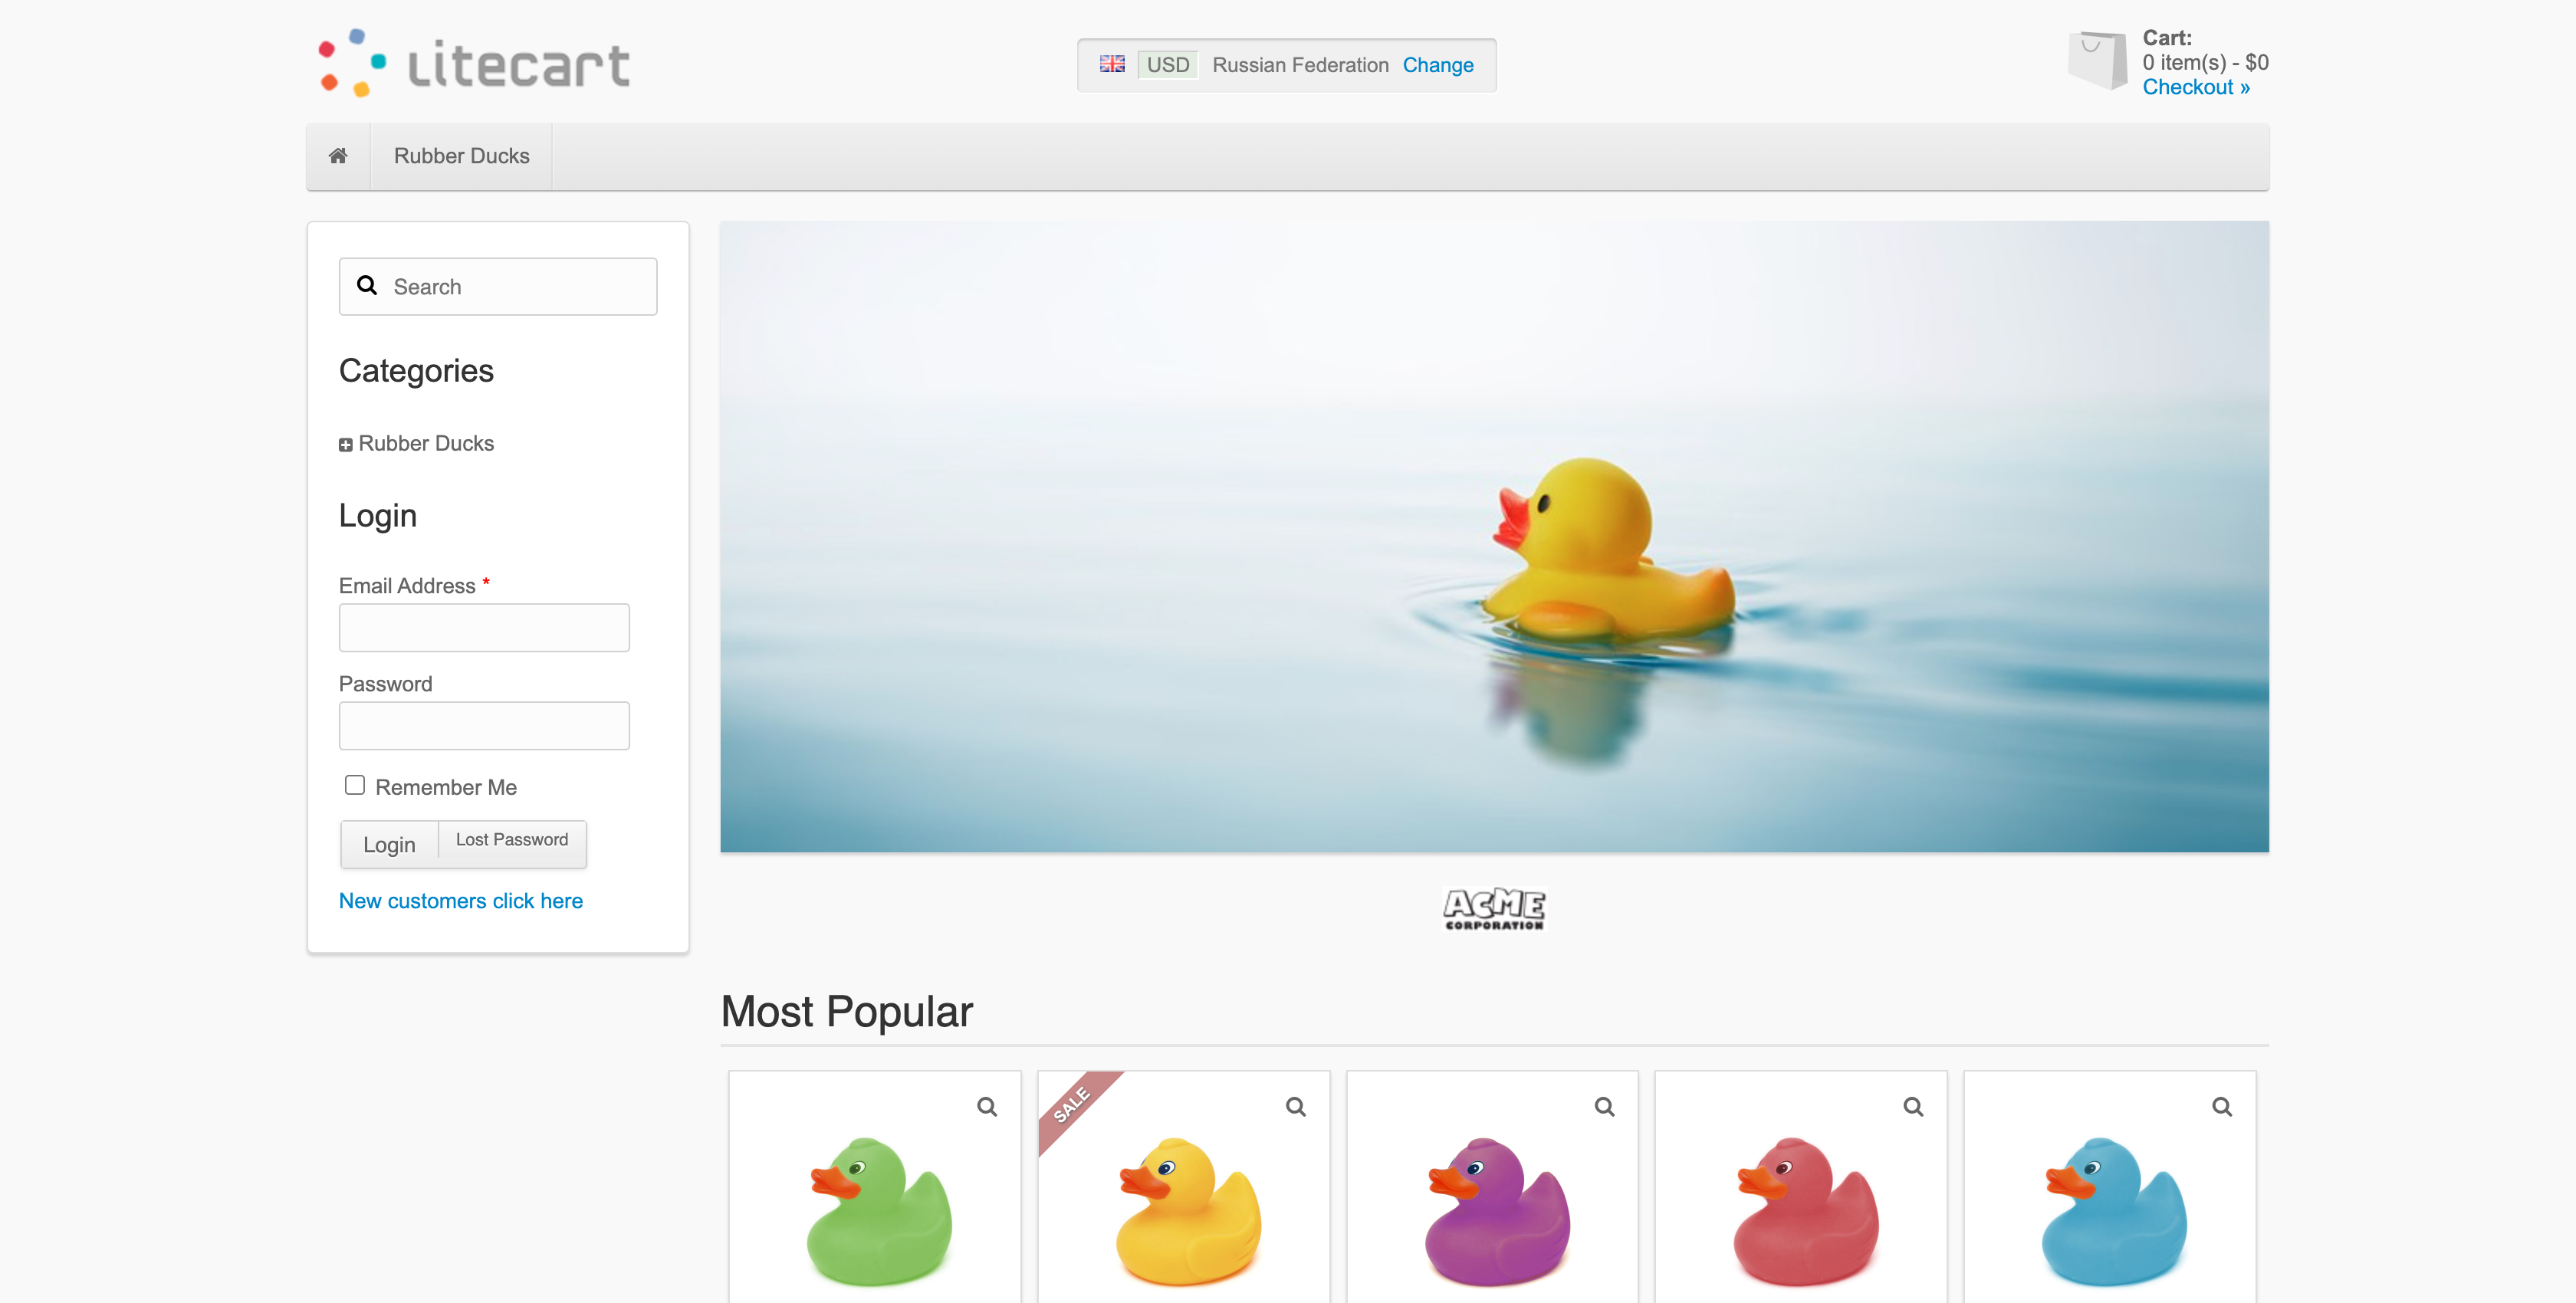 Litecart
USD Russian Federation Change
Cart:
0 item(s) - $0
Checkout »
Rubber Ducks
Search
Categories
Rubber Ducks
Login
Email Address *
Password
Remember Me
Login Lost Password
New customers click here
ACME
CORPORATION
Most Popular
SALE